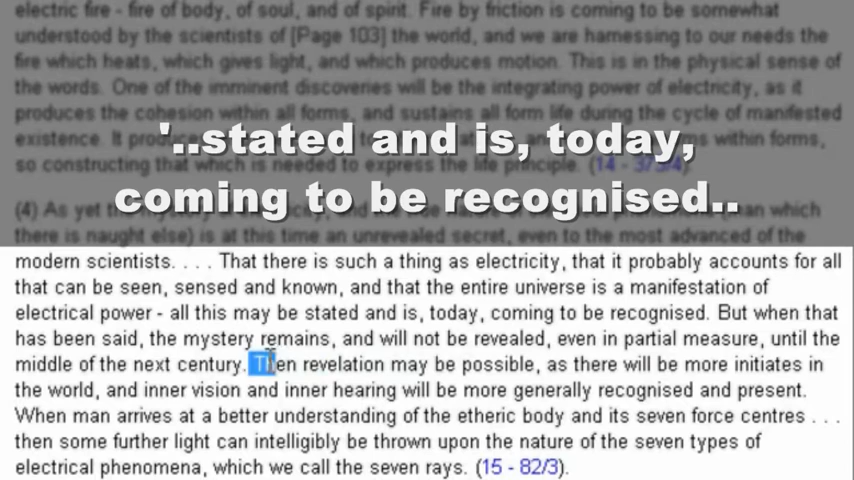 electric fire - fire of body, of soul, and of spirit. Fire by friction is coming to be somewhat
understood by the scientists of [Page 103] the world, and we are harnessing to our needs the
fire which heats, which gives light, and which produces motion. This is in the physical sense of
the words. One of the imminent discoveries will be the integrating power of electricity, as it
produces the cohesion within all forms, and sustains all form life during the cycle of manifested
existence. It forms within forms,
'..stated and is, today,
so constructing that which is needed to express the life principle. (14 -
coming to be recognised..
(4) As yet which
there is naught else) is at this time an unrevealed secret, even to the most advanced of the
modern scientists. . . . That there is such a thing as electricity, that it probably accounts for all
that can be seen, sensed and known, and that the entire universe is a manifestation of
electrical power - all this may be stated and is, today, coming to be recognised. But when that
has been said, the mystery remains, and will not be revealed, even in partial measure, until the
middle of the next century. Then revelation may be possible, as there will be more initiates in
the world, and inner vision and inner hearing will be more generally recognised and present.
When man arrives at a better understanding of the etheric body and its seven force centres . . .
then some further light can intelligibly be thrown upon the nature of the seven types of
electrical phenomena, which we call the seven rays. (15 - 82/3).